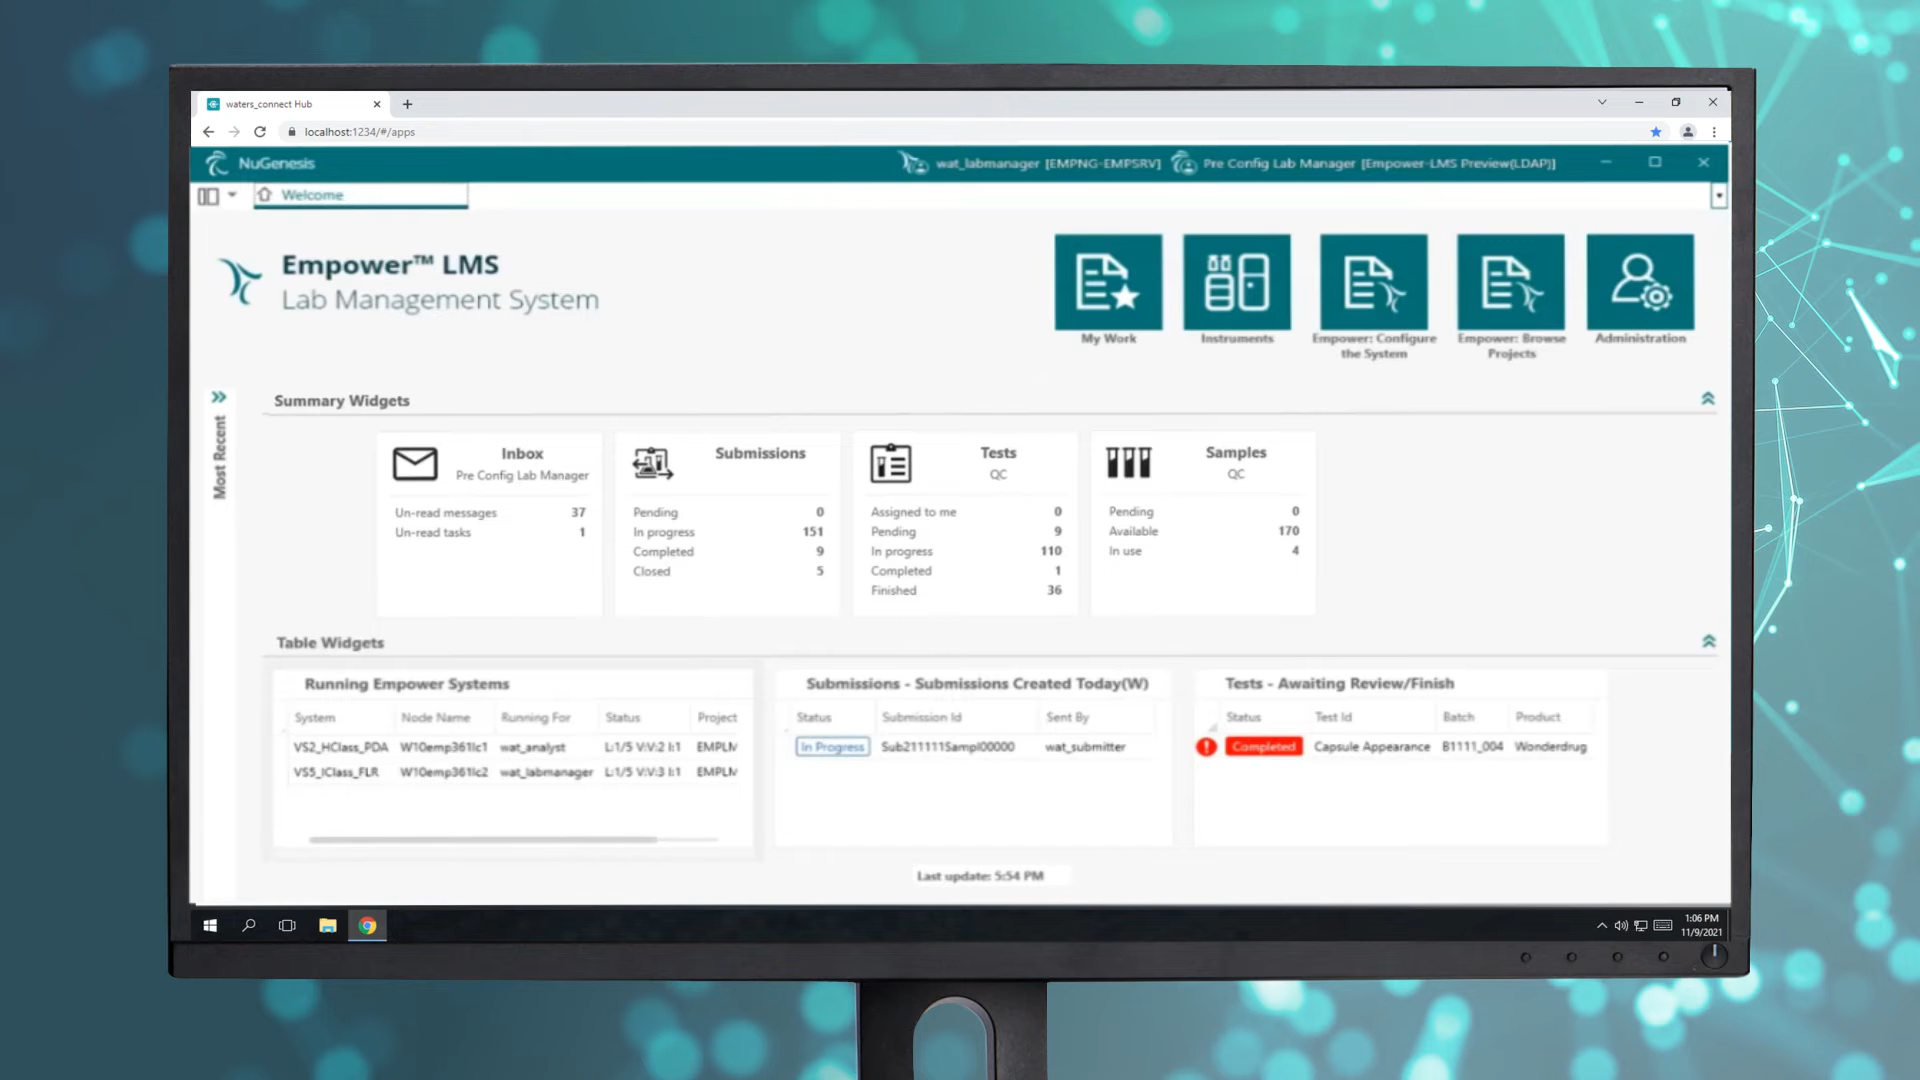 waters_connect Hub
localhost:1234/#/apps
NuGenesis
wat_labmanager [EMPNG-EMPSRV]
Pre Config Lab Manager [Empower-LMS Preview(LDAP)]
Welcome
Empower™ LMS
Lab Management System
My Work
Instruments
Empower: Configure
the System
Empower: Browse
Projects
Administration
Most Recent
Summary Widgets
Inbox
Pre Config Lab Manager
Un-read messages 37
Un-read tasks 1
Submissions
Pending 0
In progress 151
Completed 9
Closed 5
Tests
QC
Assigned to me 0
Pending 9
In progress 110
Completed 1
Finished 36
Samples
QC
Pending 0
Available 170
In use 4
Table Widgets
Running Empower Systems
System Node Name Running For Status Project
VS2_HClass_PDA W10emp361lc1 wat_analyst L:1/5 V:V:2 I:1 EMPLM
VS5_IClass_FLR W10emp361lc2 wat_labmanager L:1/5 V:V:3 I:1 EMPLM
Submissions - Submissions Created Today(W)
Status Submission Id Sent By
In Progress Sub211111Sampl00000 wat_submitter
Tests - Awaiting Review/Finish
Status Test Id Batch Product
Completed Capsule Appearance B1111_004 Wonderdrug
Last update: 5:54 PM
1:06 PM
11/9/2021